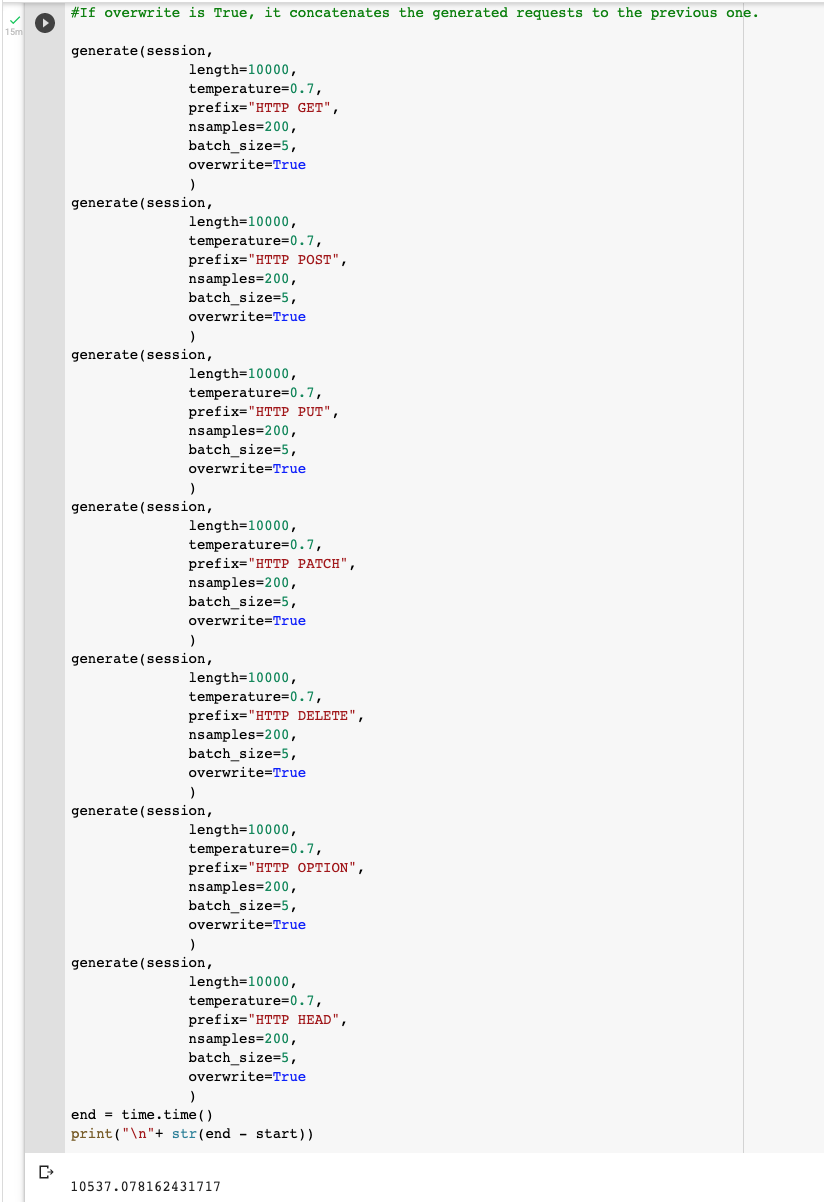 #If overwrite is True, it concatenates the generated requests to the previous one.
15m
generate(session,
length=10000,
temperature=0.7,
prefix="HTTP GET",
nsamples=200,
batch_size=5,
overwrite=True
)
generate(session,
length=10000,
temperature=0.7,
prefix="HTTP POST",
nsamples=200,
batch_size=5,
overwrite=True
)
generate(session,
length=10000,
temperature=0.7,
prefix="HTTP PUT",
nsamples=200,
batch_size=5,
overwrite=True
)
generate(session,
length=10000,
temperature=0.7,
prefix="HTTP PATCH",
nsamples=200,
batch_size=5,
overwrite=True
)
generate(session,
length=10000,
temperature=0.7,
prefix="HTTP DELETE",
nsamples=200,
batch_size=5,
overwrite=True
)
generate(session,
length=10000,
temperature=0.7,
prefix="HTTP OPTION",
nsamples=200,
batch_size=5,
overwrite=True
)
generate(session,
length=10000,
temperature=0.7,
prefix="HTTP HEAD",
nsamples=200,
batch_size=5,
overwrite=True
)
end = time.time()
print("\n"+ str(end - start))
10537.078162431717